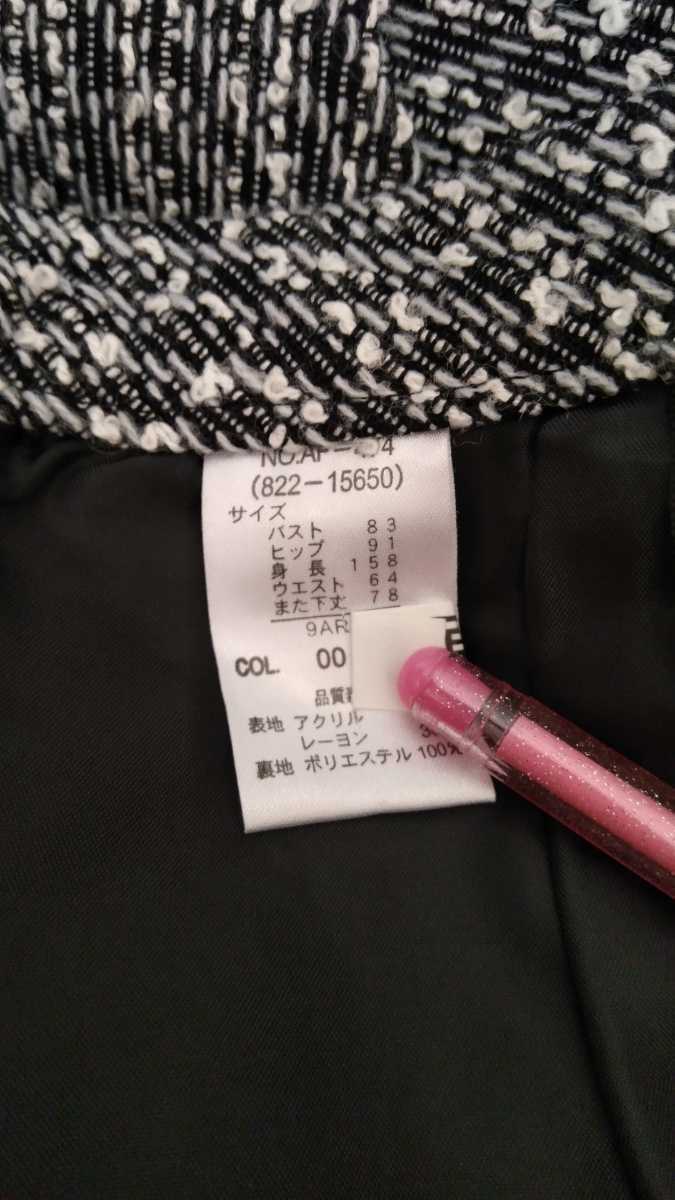 (822-15650)
サイズ
バスト 83
ヒップ 91
身長 158
ウエスト 64
また下丈 78
9AR
COL. 00
表地 アクリル
レーヨン
裏地 ポリエステル 100%